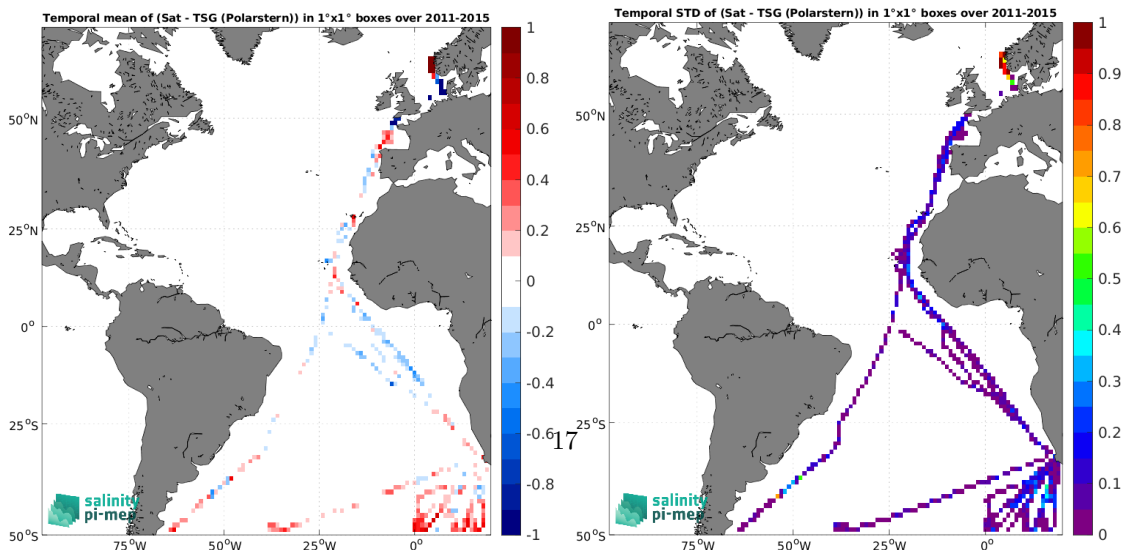 Temporal mean of (Sat - TSG (Polarstern)) in 1°x1° boxes over 2011-2015
50°N
25°N
0°
25°S
50°S
75°W
50°W
25°W
0°
1
0.8
0.6
0.4
0.2
0
-0.2
-0.4
-0.6
-0.8
-1
salinity
pi-mep
17
Temporal STD of (Sat - TSG (Polarstern)) in 1°x1° boxes over 2011-2015
50°N
25°N
0°
25°S
50°S
75°W
50°W
25°W
0°
1
0.9
0.8
0.7
0.6
0.5
0.4
0.3
0.2
0.1
0
salinity
pi-mep